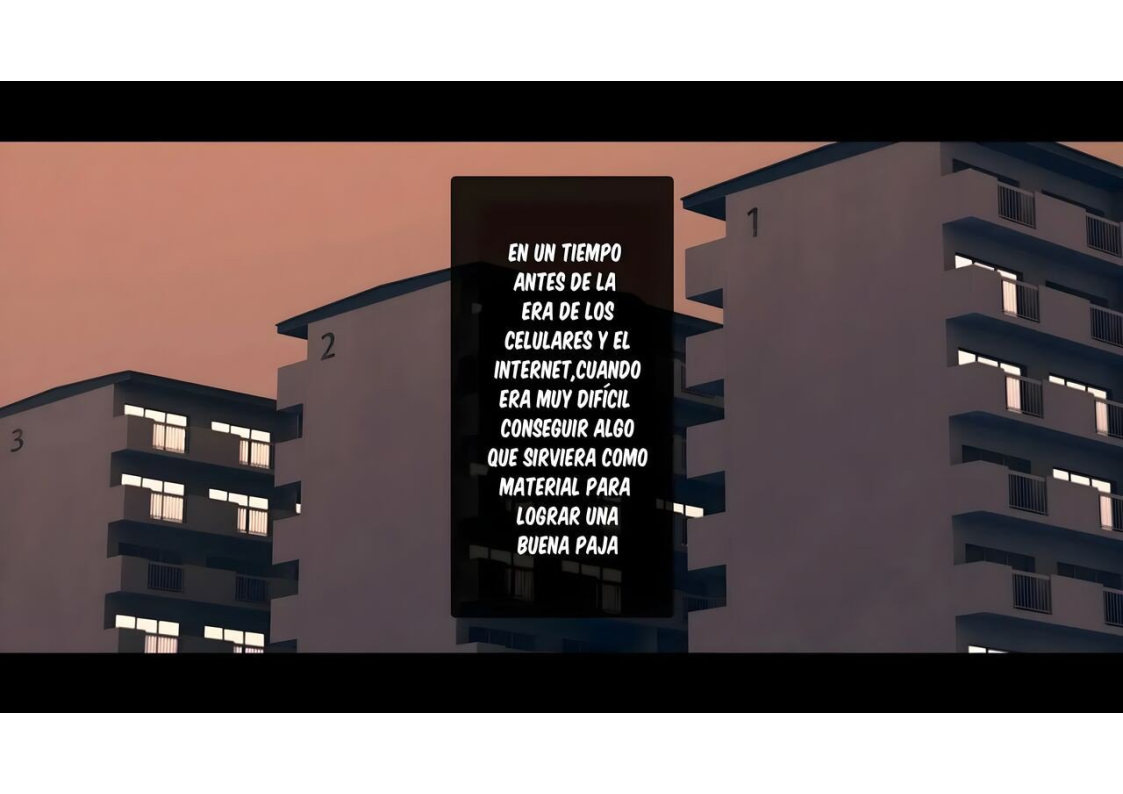 3
2
1
EN UN TIEMPO
ANTES DE LA
ERA DE LOS
CELULARES Y EL
INTERNET,CUANDO
ERA MUY DIFÍCIL
CONSEGUIR ALGO
QUE SIRVIERA COMO
MATERIAL PARA
LOGRAR UNA
BUENA PAJA